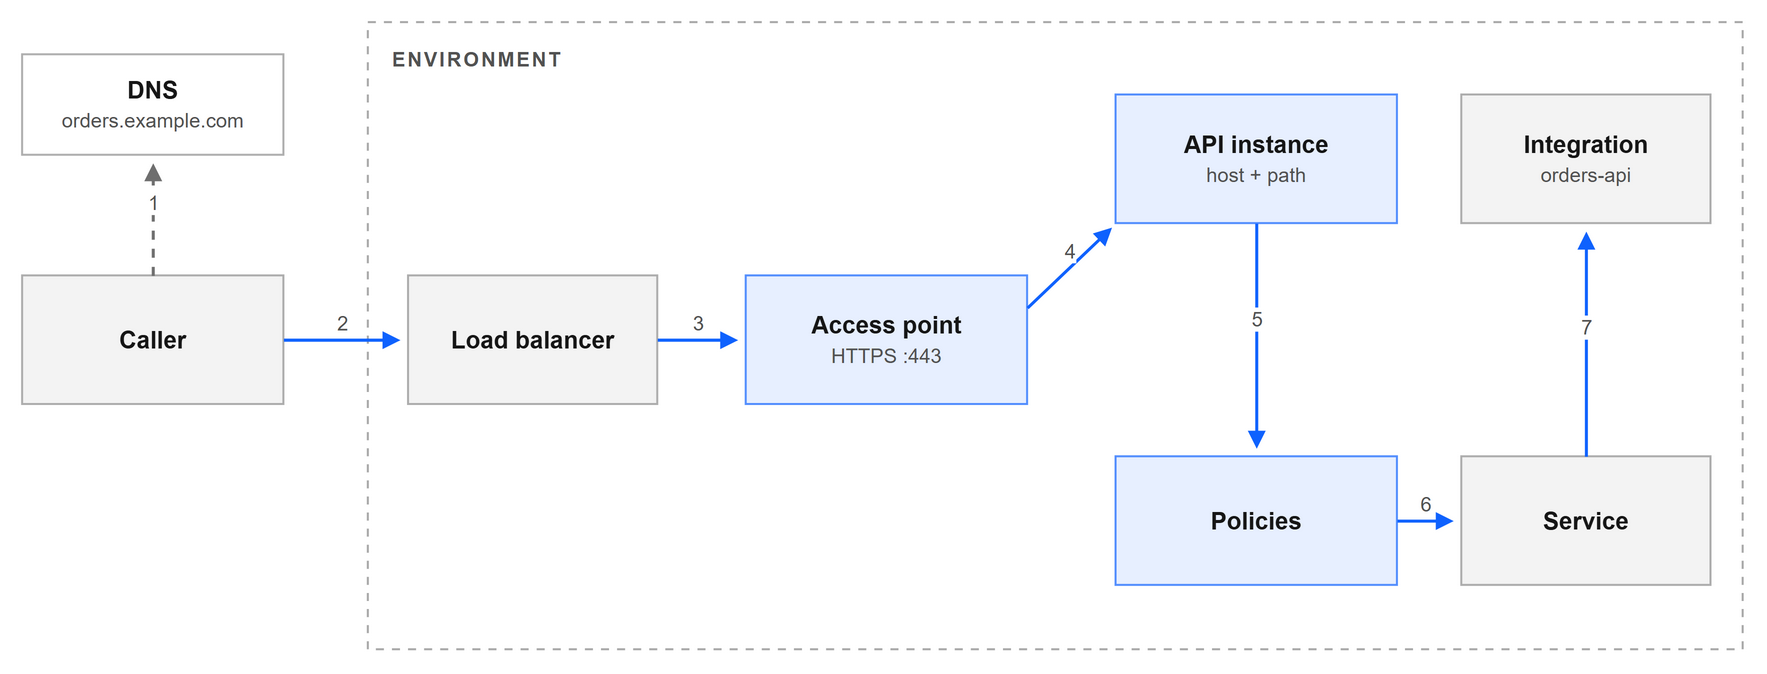 ENVIRONMENT
DNS
orders.example.com
1
Caller
2
Load balancer
3
Access point
HTTPS :443
4
API instance
host + path
5
Policies
6
Service
7
Integration
orders-api